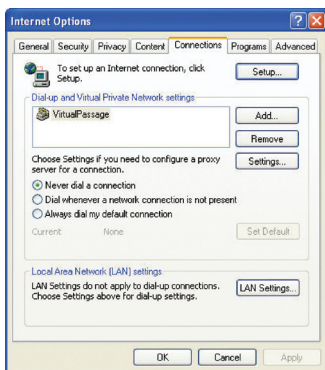 Internet Options
General Security Privacy Content Connections Programs Advanced
To set up an Internet connection, click
Setup.
Setup...
Dial-up and Virtual Private Network settings
VirtualPassage
Add...
Remove
Choose Settings if you need to configure a proxy
server for a connection.
Settings...
Never dial a connection
Dial whenever a network connection is not present
Always dial my default connection
Current None Set Default
Local Area Network (LAN) settings
LAN Settings do not apply to dial-up connections.
Choose Settings above for dial-up settings.
LAN Settings...
OK Cancel Apply